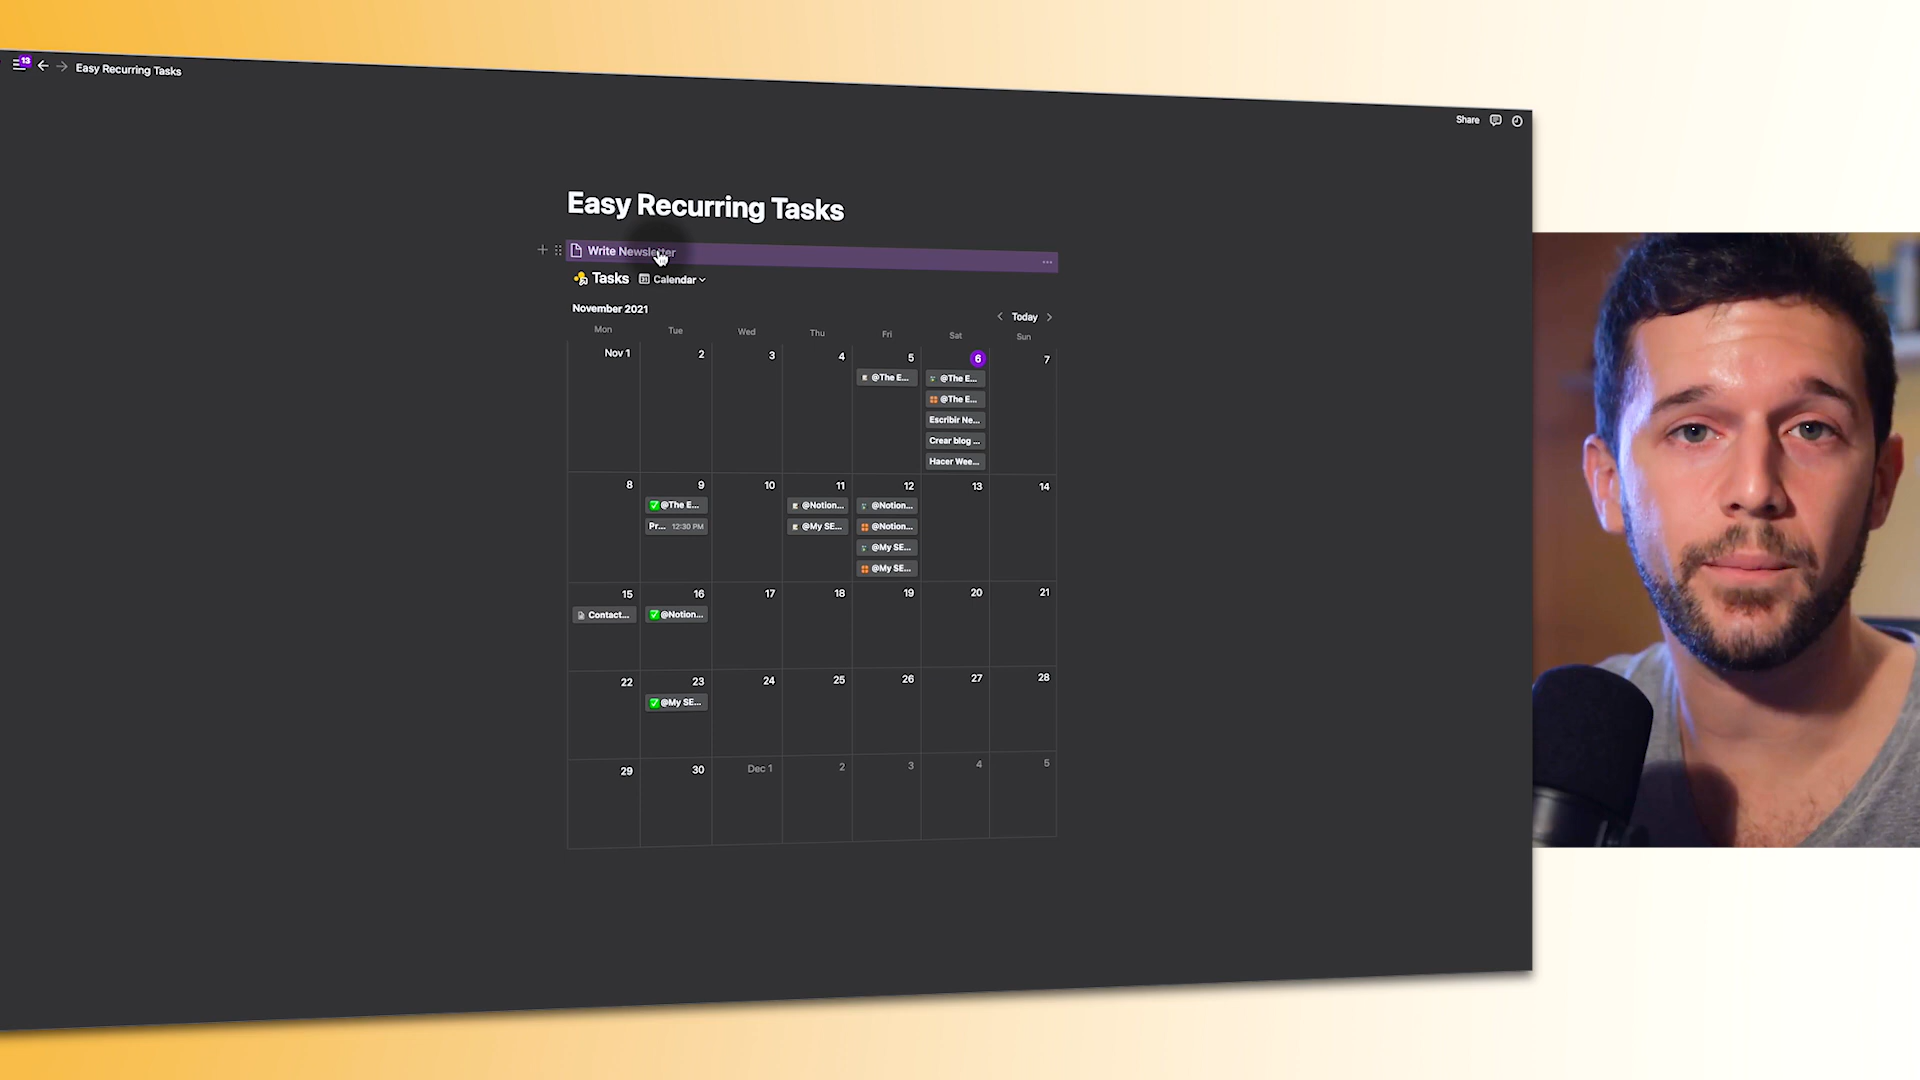 13
Easy Recurring Tasks
Share
Easy Recurring Tasks
Write Newsletter
Tasks Calendar
November 2021
Today
Mon Tue Wed Thu Fri Sat Sun
Nov 1 2 3 4 5 6 7
@The E... @The E...
@The E...
Escribir Ne...
Crear blog ...
Hacer Wee...
8 9 10 11 12 13 14
@The E... @Notion... @Notion...
Pr... 12:30 PM @My SE... @Notion...
@My SE...
@My SE...
15 16 17 18 19 20 21
Contact... @Notion...
22 23 24 25 26 27 28
@My SE...
29 30 Dec 1 2 3 4 5